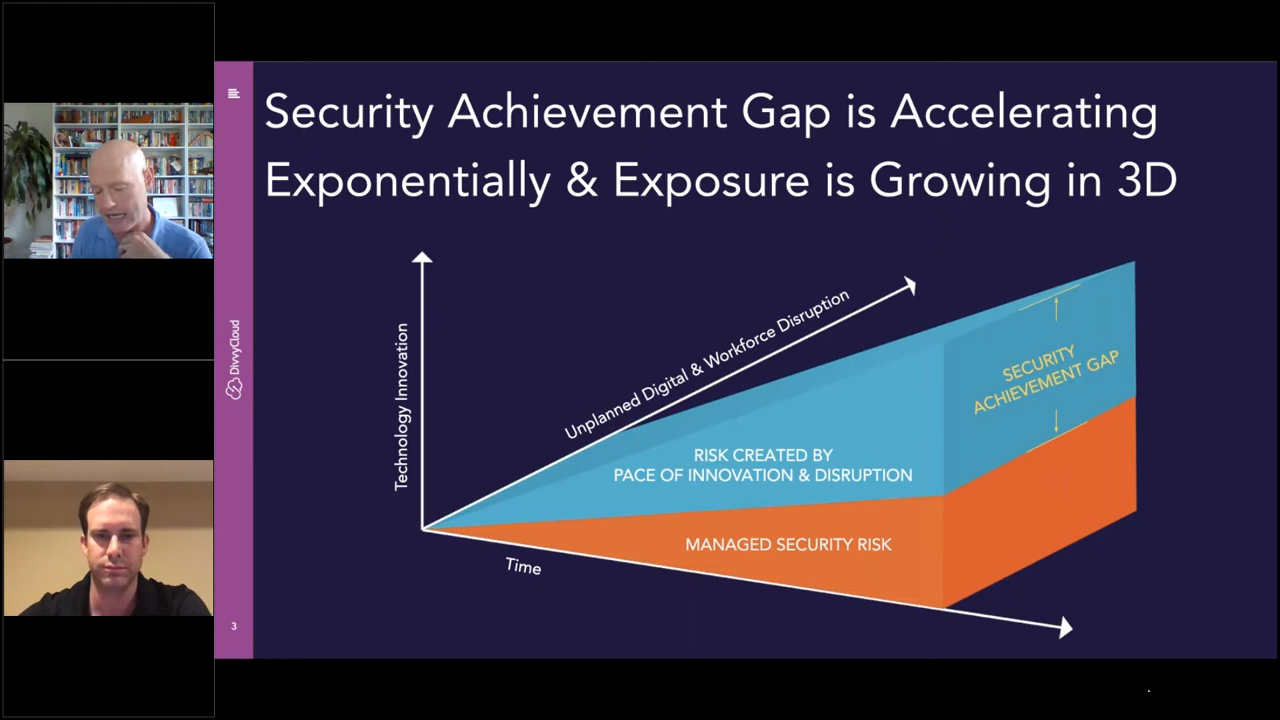 Security Achievement Gap is Accelerating
Exponentially & Exposure is Growing in 3D
DivvyCloud
Technology Innovation
Unplanned Digital & Workforce Disruption
SECURITY
ACHIEVEMENT GAP
RISK CREATED BY
PACE OF INNOVATION & DISRUPTION
MANAGED SECURITY RISK
Time
3